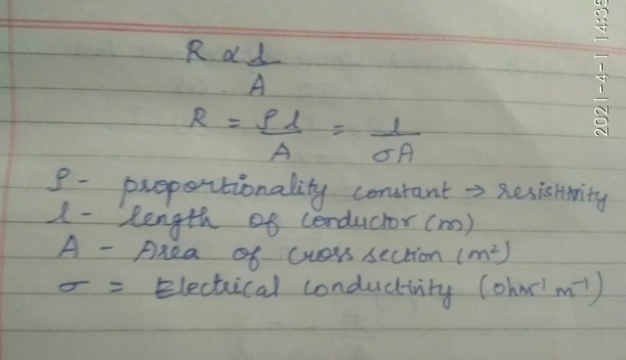 R ∝ l/A
R = ρl/A = l/σA
ρ - proportionality constant → resistivity
l - length of conductor (m)
A - Area of cross section (m²)
σ = Electrical conductivity (ohm⁻¹ m⁻¹)
2021-4-1 14:35